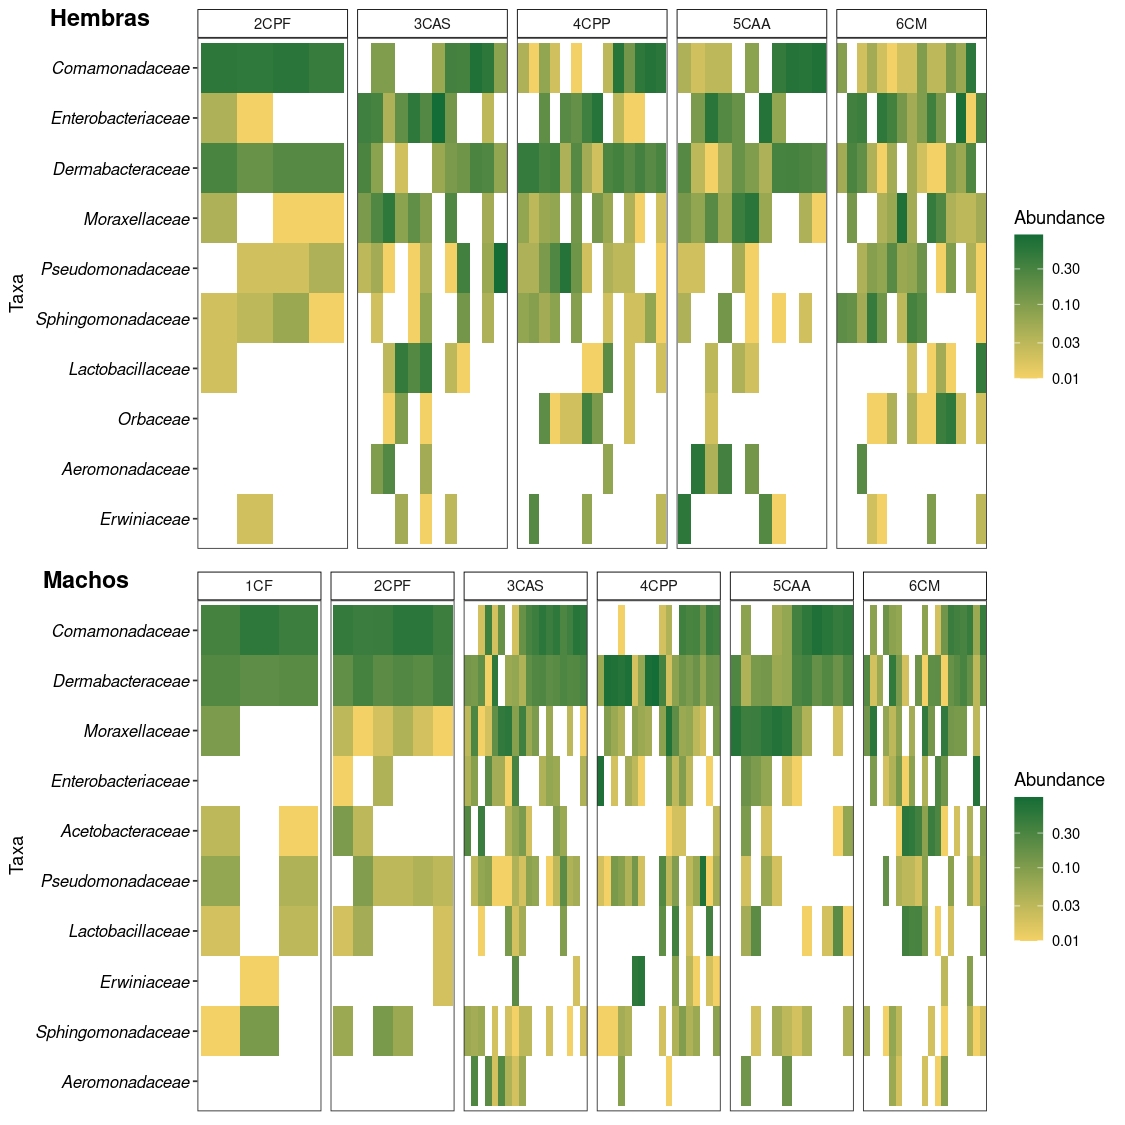 Hembras
2CPF 3CAS 4CPP 5CAA 6CM
Comamonadaceae
Enterobacteriaceae
Dermabacteraceae
Moraxellaceae
Pseudomonadaceae
Sphingomonadaceae
Lactobacillaceae
Orbaceae
Aeromonadaceae
Erwiniaceae
Taxa
Abundance
0.30
0.10
0.03
0.01
Machos
1CF 2CPF 3CAS 4CPP 5CAA 6CM
Comamonadaceae
Dermabacteraceae
Moraxellaceae
Enterobacteriaceae
Acetobacteraceae
Pseudomonadaceae
Lactobacillaceae
Erwiniaceae
Sphingomonadaceae
Aeromonadaceae
Taxa
Abundance
0.30
0.10
0.03
0.01